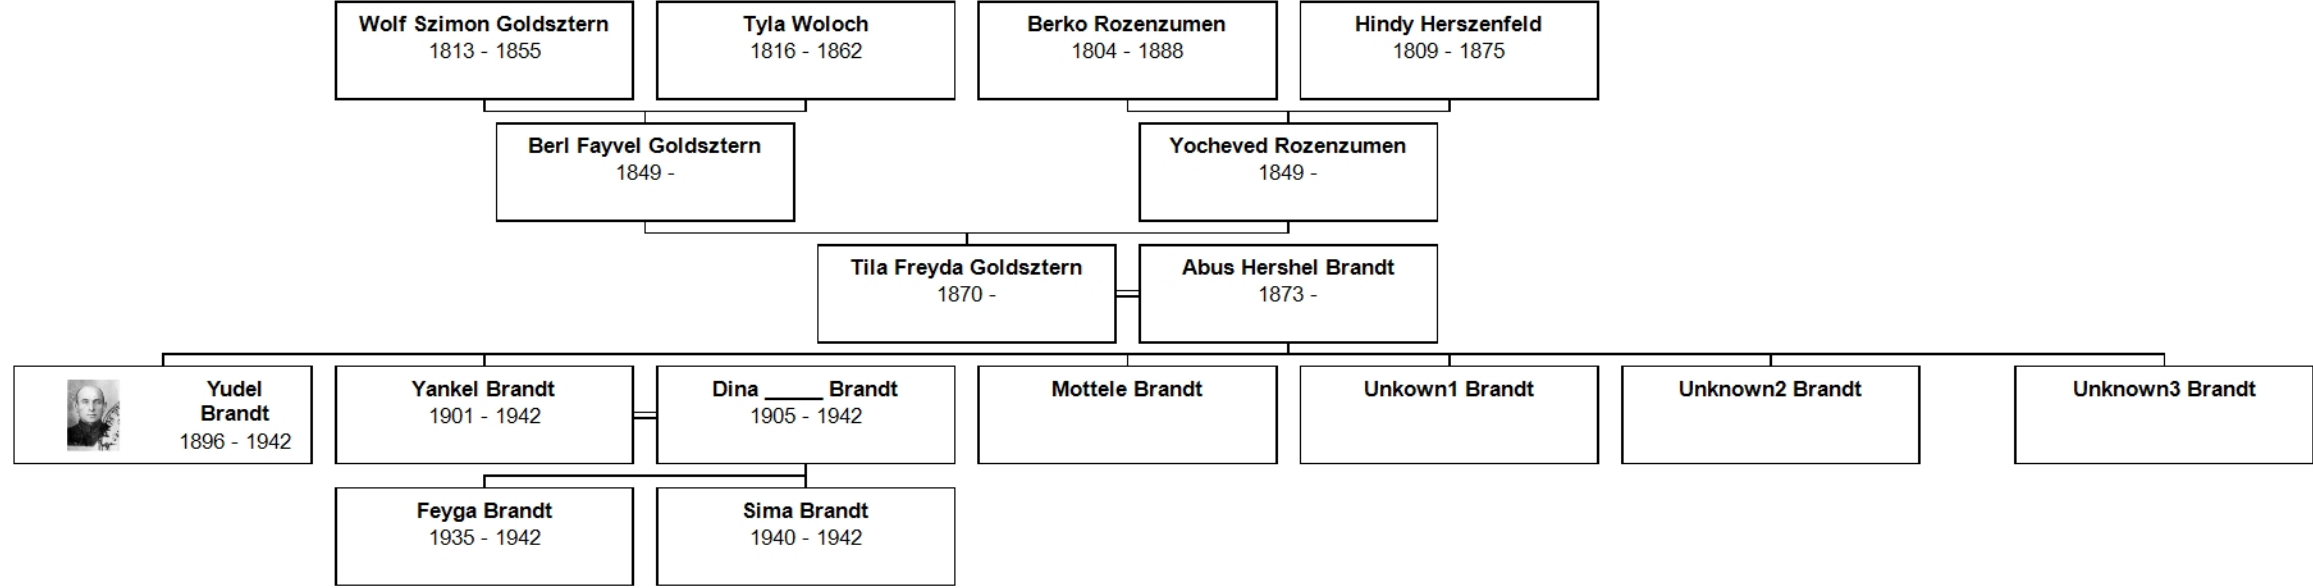 Wolf Szimon Goldsztern
1813 - 1855
Tyla Woloch
1816 - 1862
Berko Rozenzumen
1804 - 1888
Hindy Herszenfeld
1809 - 1875
Berl Fayvel Goldsztern
1849 -
Yocheved Rozenzumen
1849 -
Tila Freyda Goldsztern
1870 -
Abus Hershel Brandt
1873 -
Yudel
Brandt
1896 - 1942
Yankel Brandt
1901 - 1942
Dina _____ Brandt
1905 - 1942
Mottele Brandt
Unkown1 Brandt
Unknown2 Brandt
Unknown3 Brandt
Feyga Brandt
1935 - 1942
Sima Brandt
1940 - 1942